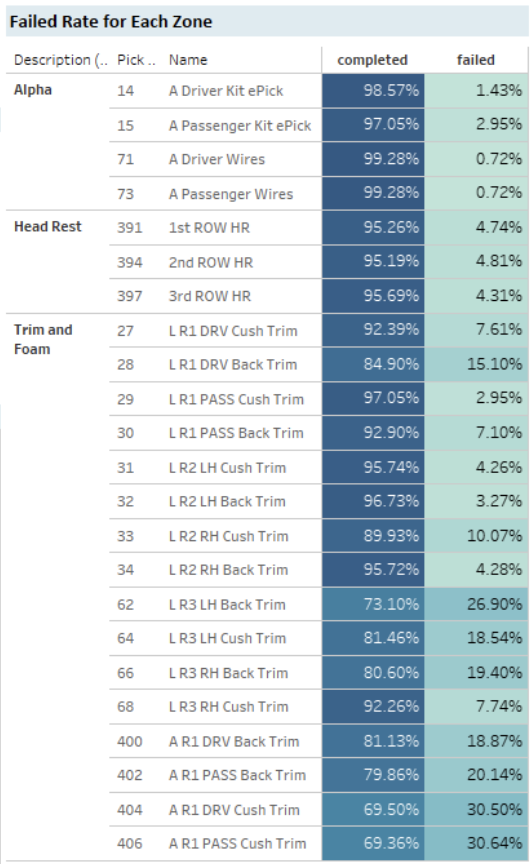 Failed Rate for Each Zone
Description (.. Pick .. Name completed failed
Alpha 14 A Driver Kit ePick 98.57% 1.43%
15 A Passenger Kit ePick 97.05% 2.95%
71 A Driver Wires 99.28% 0.72%
73 A Passenger Wires 99.28% 0.72%
Head Rest 391 1st ROW HR 95.26% 4.74%
394 2nd ROW HR 95.19% 4.81%
397 3rd ROW HR 95.69% 4.31%
Trim and Foam 27 L R1 DRV Cush Trim 92.39% 7.61%
28 L R1 DRV Back Trim 84.90% 15.10%
29 L R1 PASS Cush Trim 97.05% 2.95%
30 L R1 PASS Back Trim 92.90% 7.10%
31 L R2 LH Cush Trim 95.74% 4.26%
32 L R2 LH Back Trim 96.73% 3.27%
33 L R2 RH Cush Trim 89.93% 10.07%
34 L R2 RH Back Trim 95.72% 4.28%
62 L R3 LH Back Trim 73.10% 26.90%
64 L R3 LH Cush Trim 81.46% 18.54%
66 L R3 RH Back Trim 80.60% 19.40%
68 L R3 RH Cush Trim 92.26% 7.74%
400 A R1 DRV Back Trim 81.13% 18.87%
402 A R1 PASS Back Trim 79.86% 20.14%
404 A R1 DRV Cush Trim 69.50% 30.50%
406 A R1 PASS Cush Trim 69.36% 30.64%